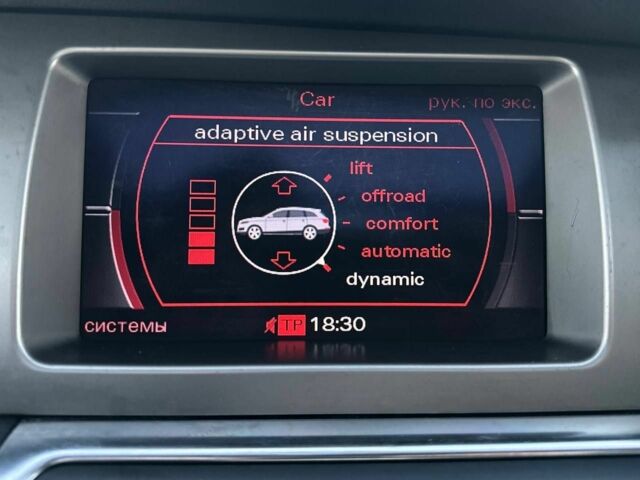 Car
рук. по экс.
adaptive air suspension
lift
offroad
comfort
automatic
dynamic
системы
TP 18:30